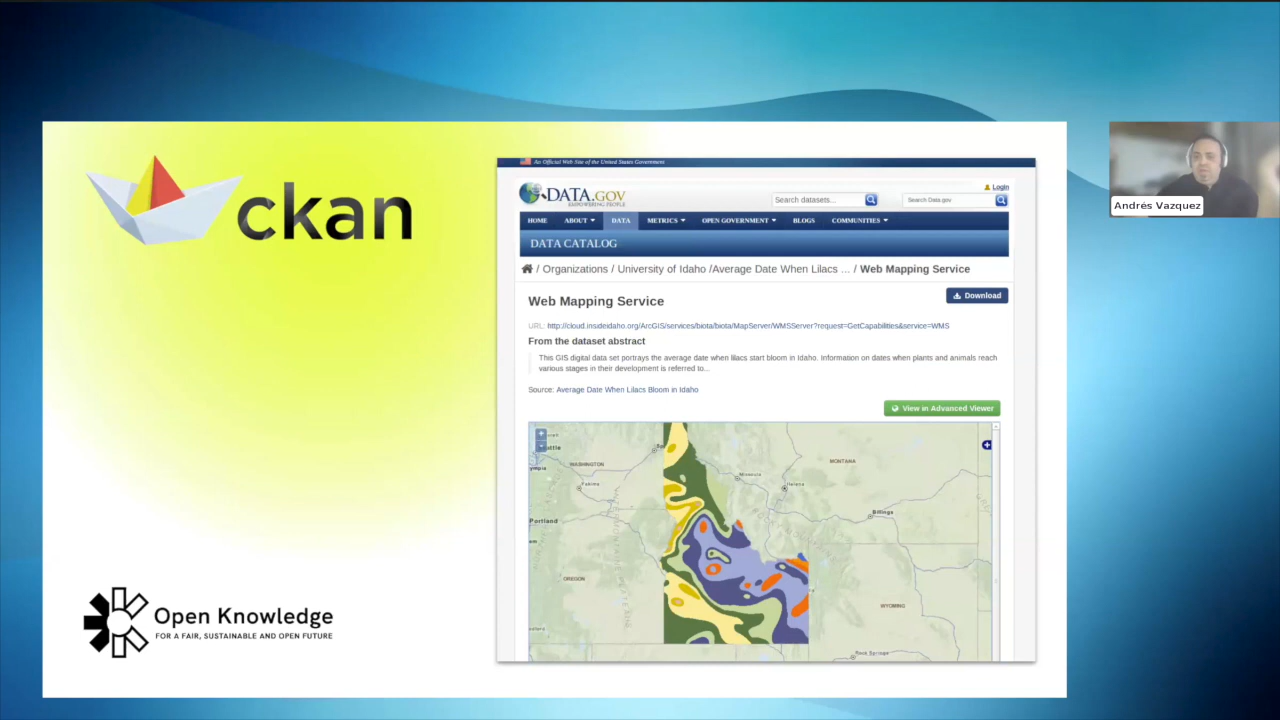 ckan
An Official Web Site of the United States Government
DATA.GOV
EMPOWERING PEOPLE
Login
Search datasets...
Search Data.gov
HOME ABOUT DATA METRICS OPEN GOVERNMENT BLOGS COMMUNITIES
DATA CATALOG
/ Organizations / University of Idaho /Average Date When Lilacs ... / Web Mapping Service
Web Mapping Service
Download
URL: http://cloud.insideidaho.org/ArcGIS/services/biota/biota/MapServer/WMSServer?request=GetCapabilities&service=WMS
From the dataset abstract
This GIS digital data set portrays the average date when lilacs start bloom in Idaho. Information on dates when plants and animals reach
various stages in their development is referred to...
Source: Average Date When Lilacs Bloom in Idaho
View in Advanced Viewer
WASHINGTON
MONTANA
Yakima
Missoula
Helena
Billings
Portland
OREGON
WYOMING
Rock Springs
Open Knowledge
FOR A FAIR, SUSTAINABLE AND OPEN FUTURE
Andrés Vazquez